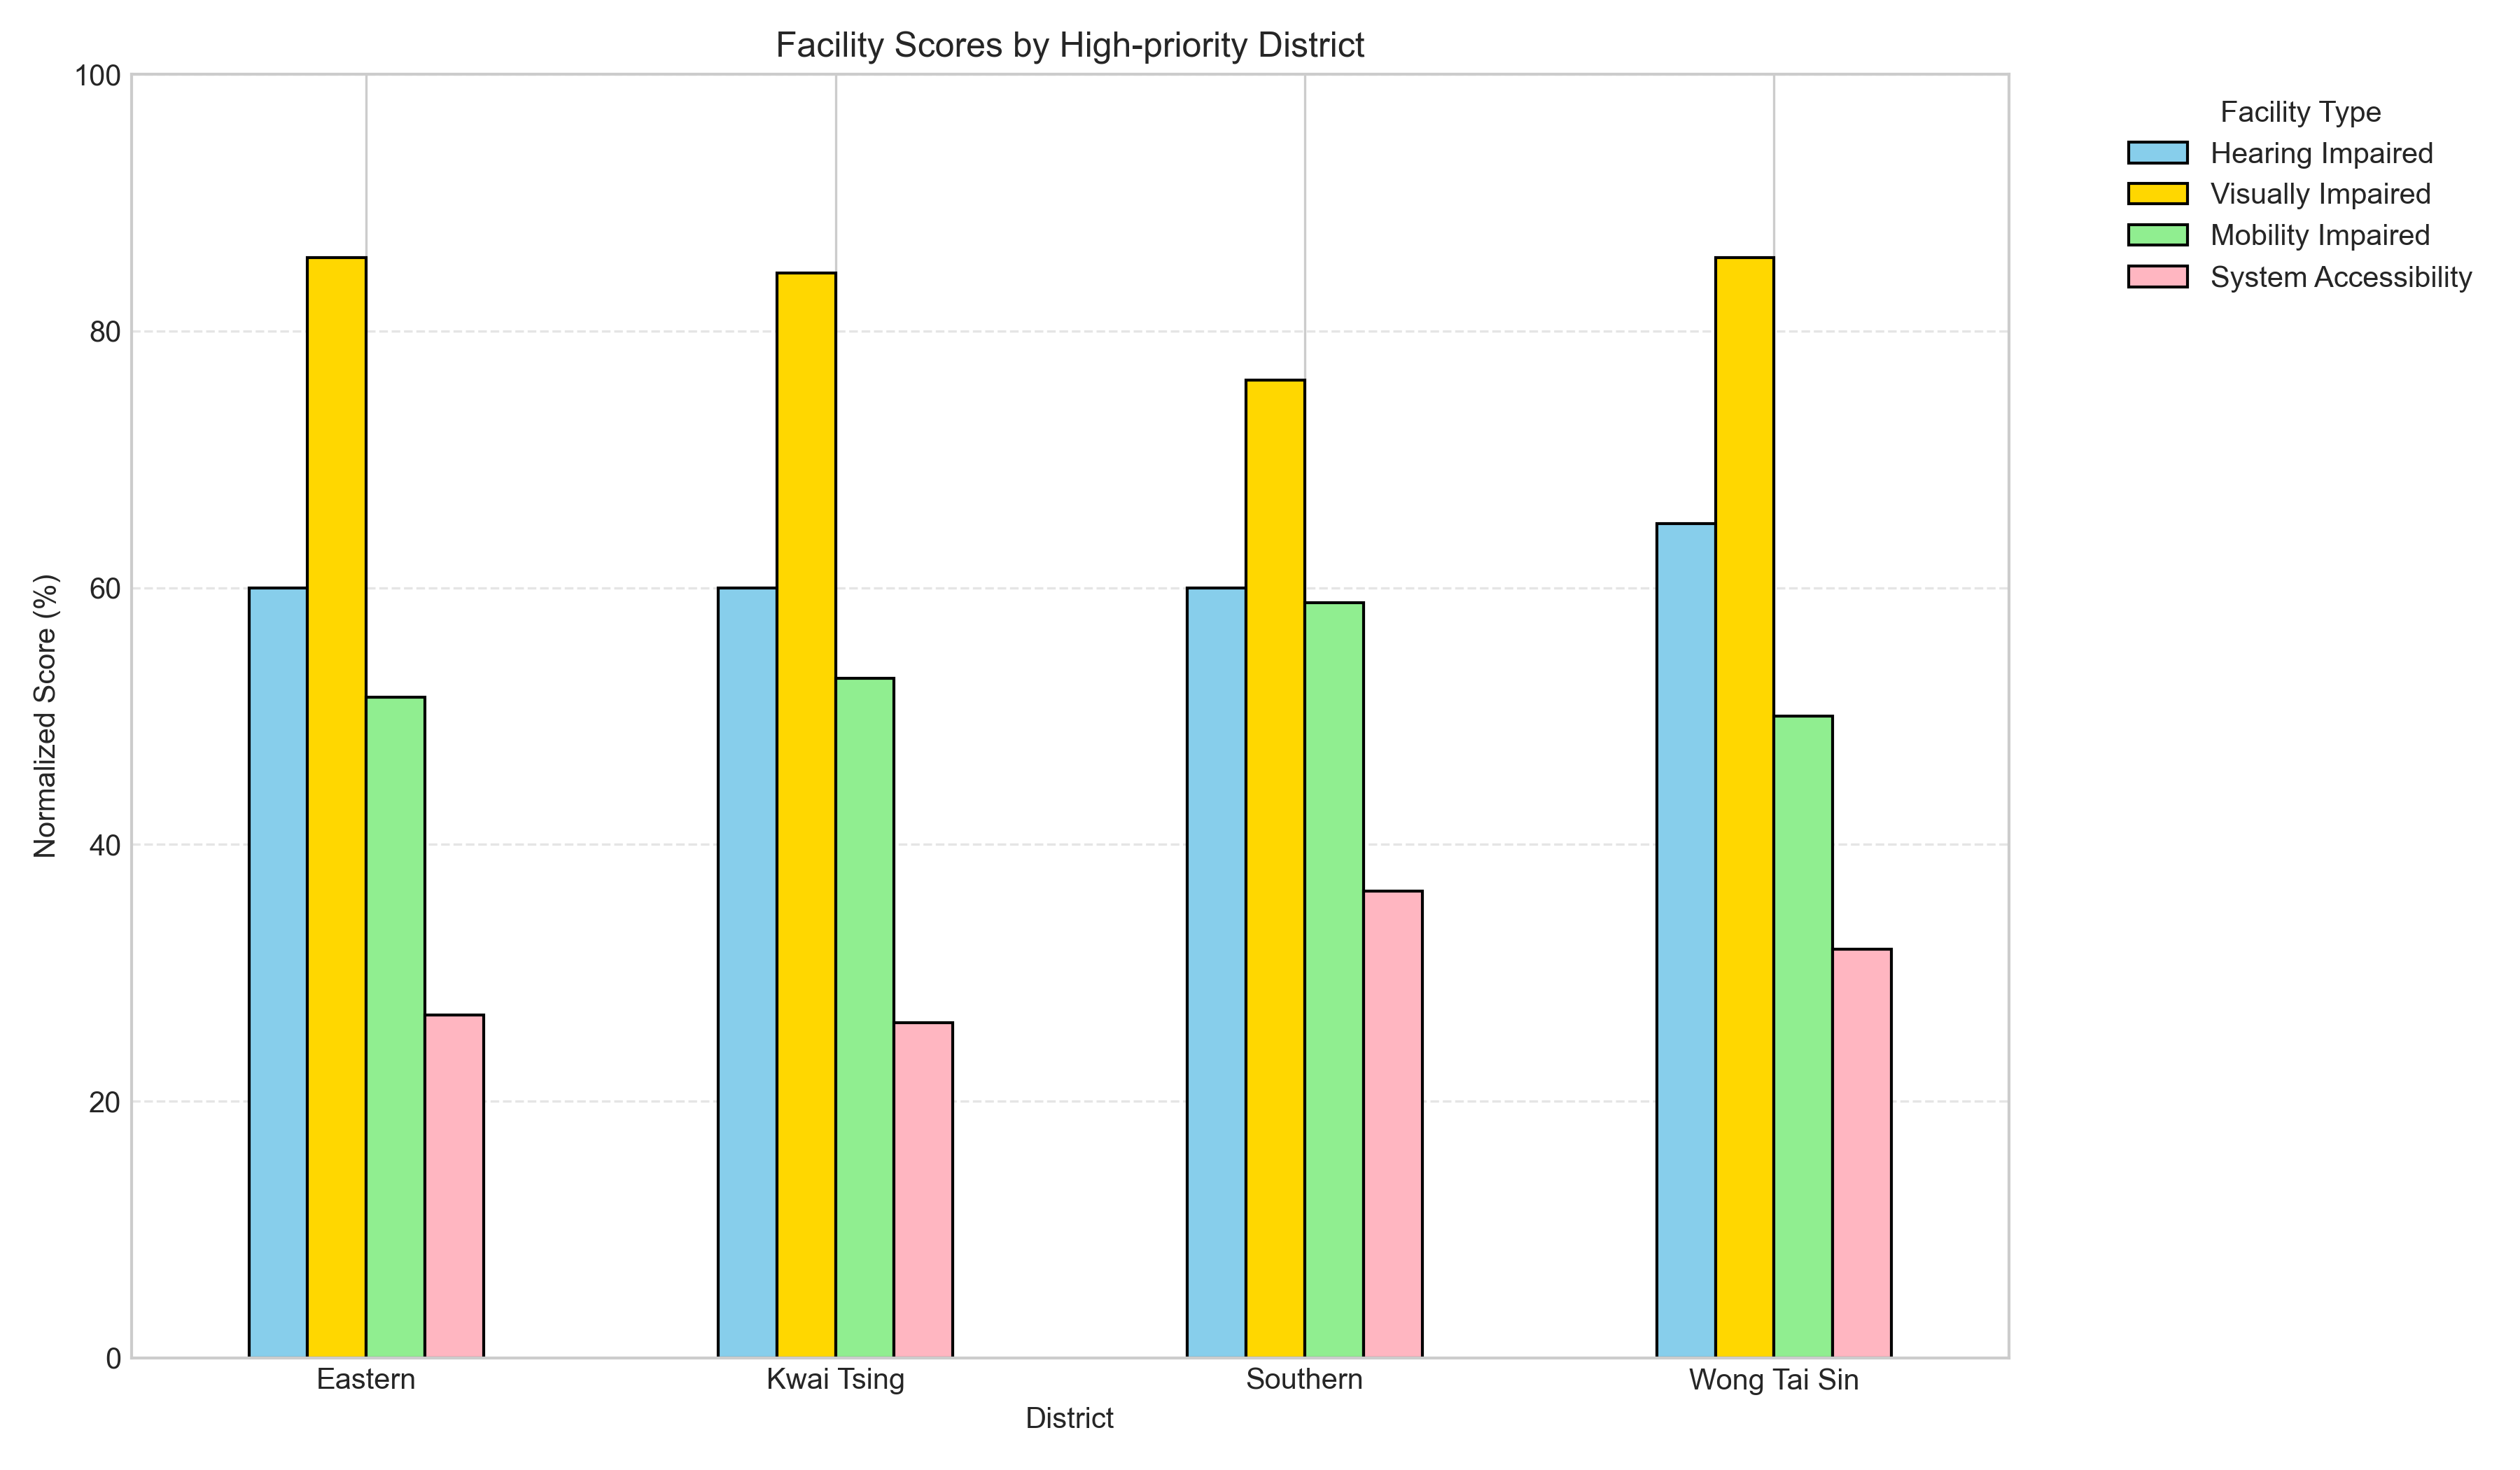 Facility Scores by High-priority District
Facility Type
Hearing Impaired
Visually Impaired
Mobility Impaired
System Accessibility
Normalized Score (%)
100
80
60
40
20
0
Eastern
Kwai Tsing
Southern
Wong Tai Sin
District